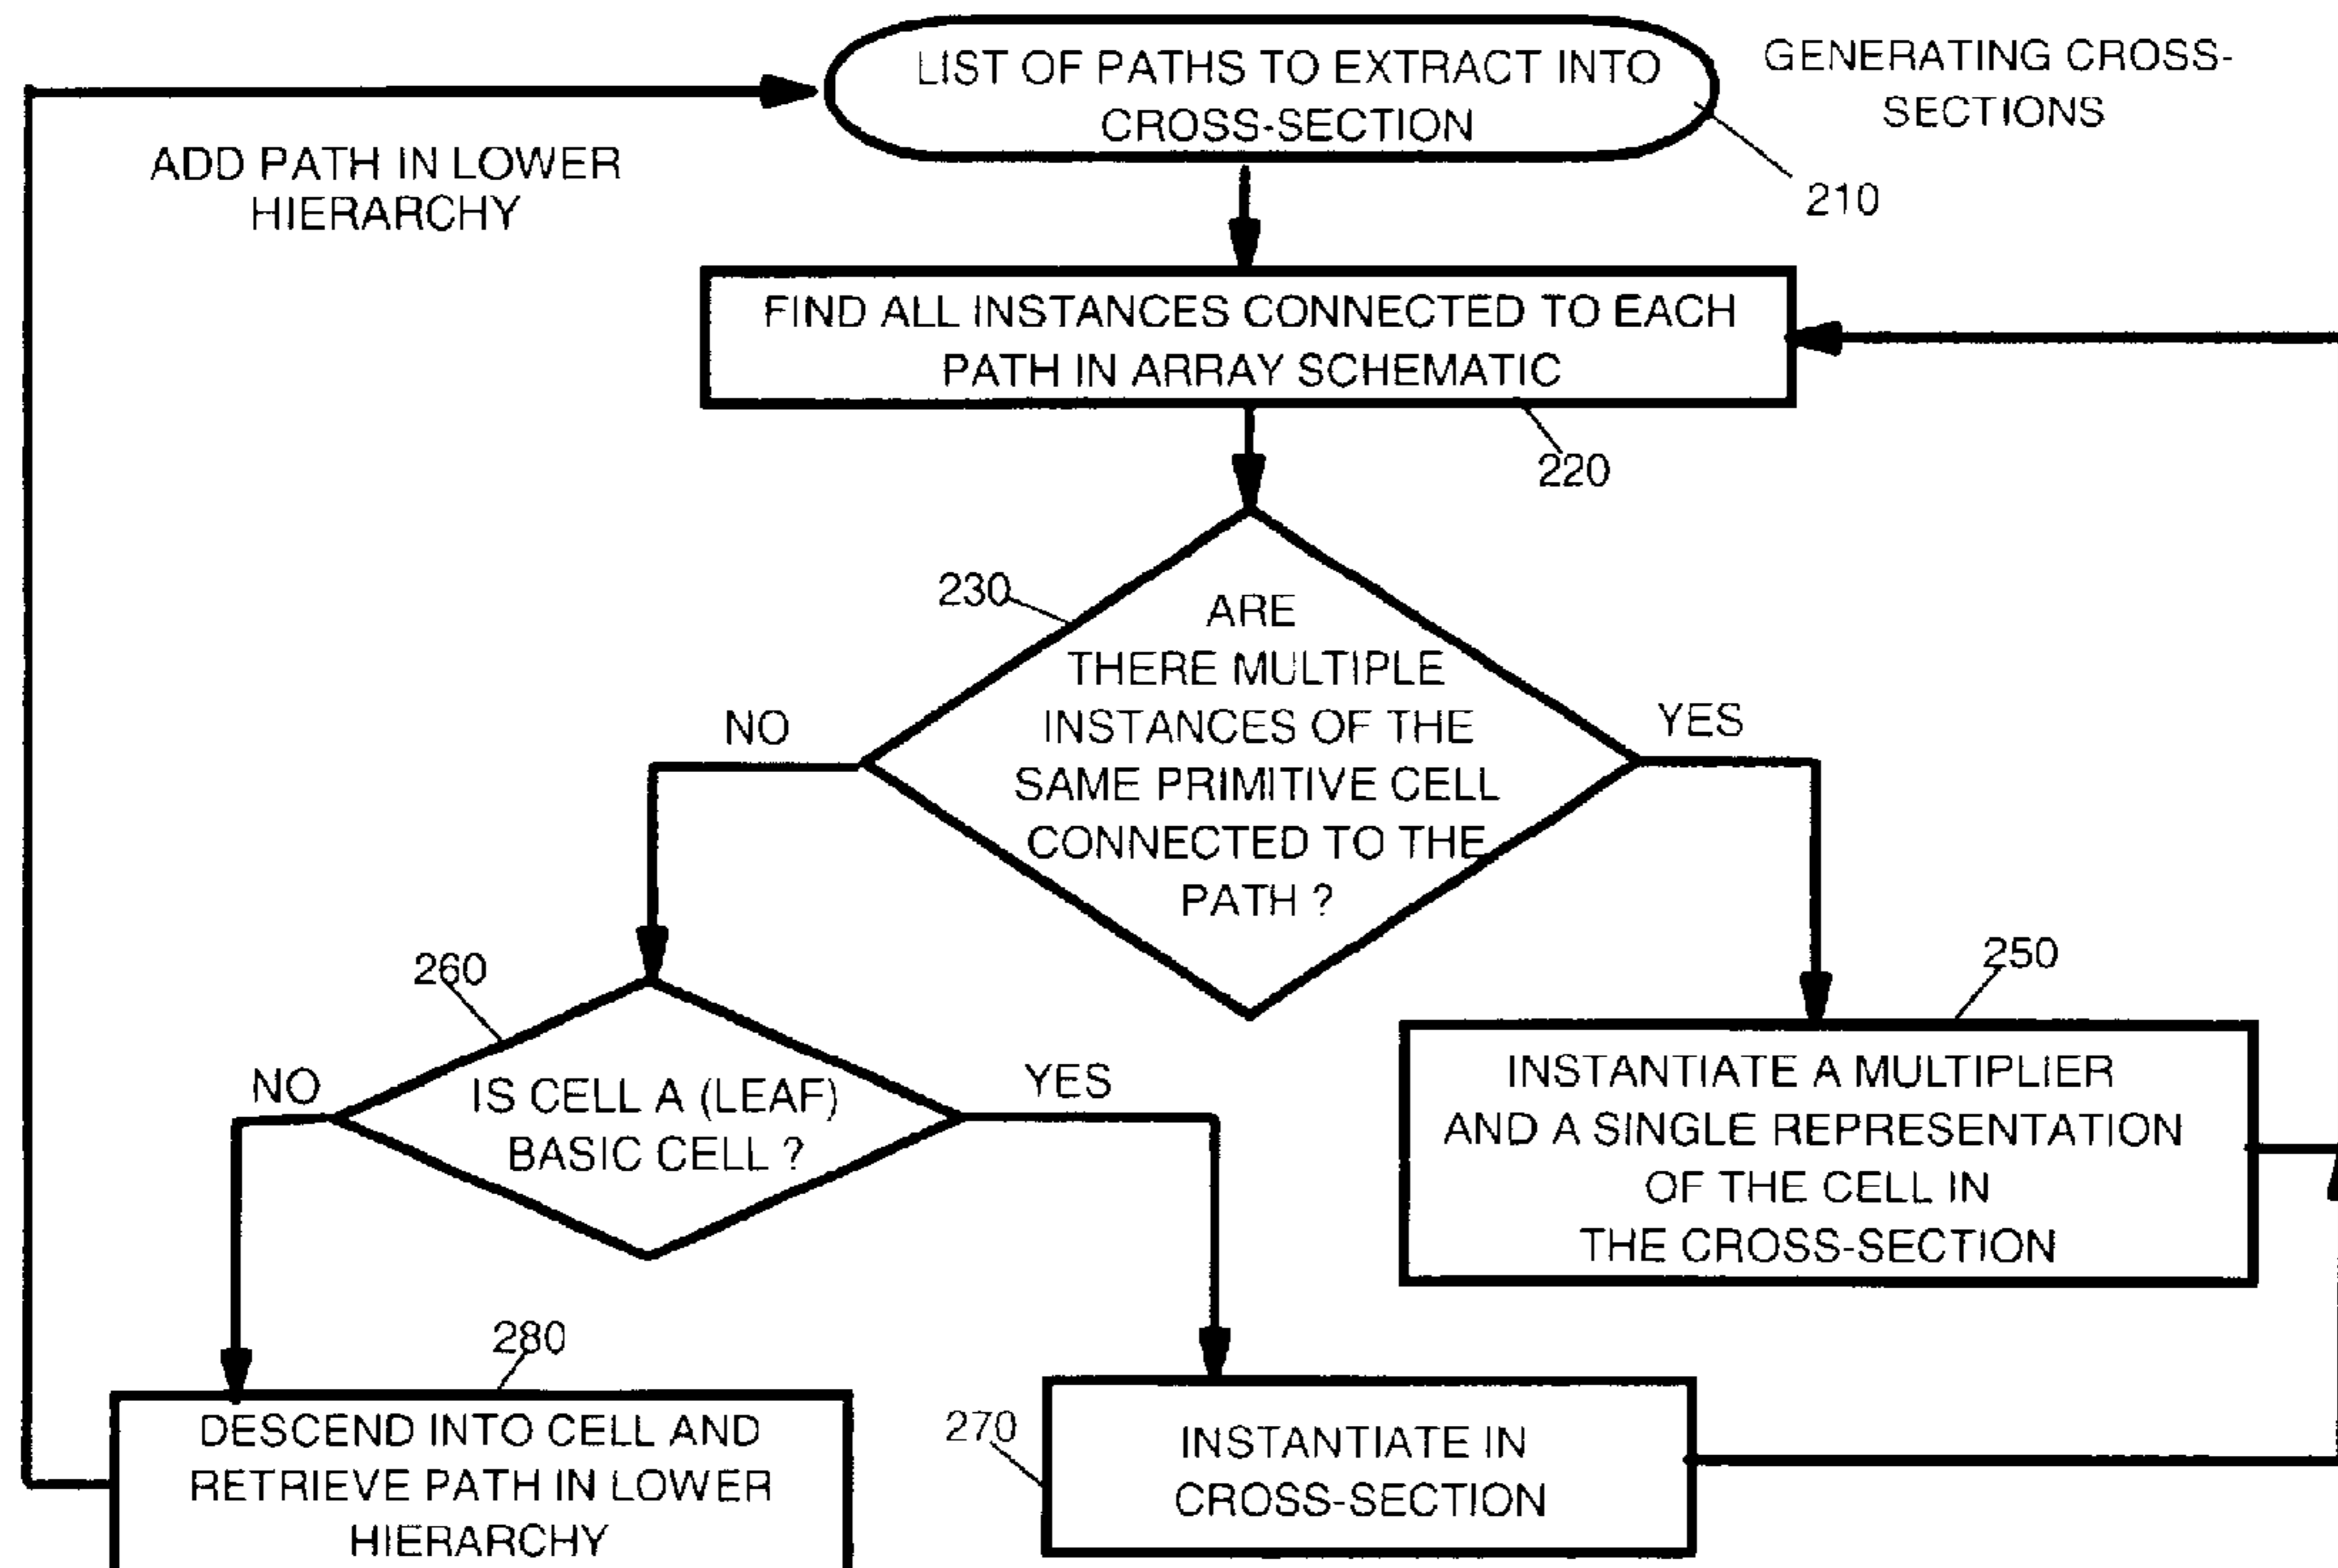 LIST OF PATHS TO EXTRACT INTO
CROSS-SECTION
GENERATING CROSS-
SECTIONS
210
ADD PATH IN LOWER
HIERARCHY
FIND ALL INSTANCES CONNECTED TO EACH
PATH IN ARRAY SCHEMATIC
220
230
ARE
THERE MULTIPLE
INSTANCES OF THE
SAME PRIMITIVE CELL
CONNECTED TO THE
PATH ?
NO
YES
260
IS CELL A (LEAF)
BASIC CELL ?
NO
YES
250
INSTANTIATE A MULTIPLIER
AND A SINGLE REPRESENTATION
OF THE CELL IN
THE CROSS-SECTION
280
DESCEND INTO CELL AND
RETRIEVE PATH IN LOWER
HIERARCHY
270
INSTANTIATE IN
CROSS-SECTION